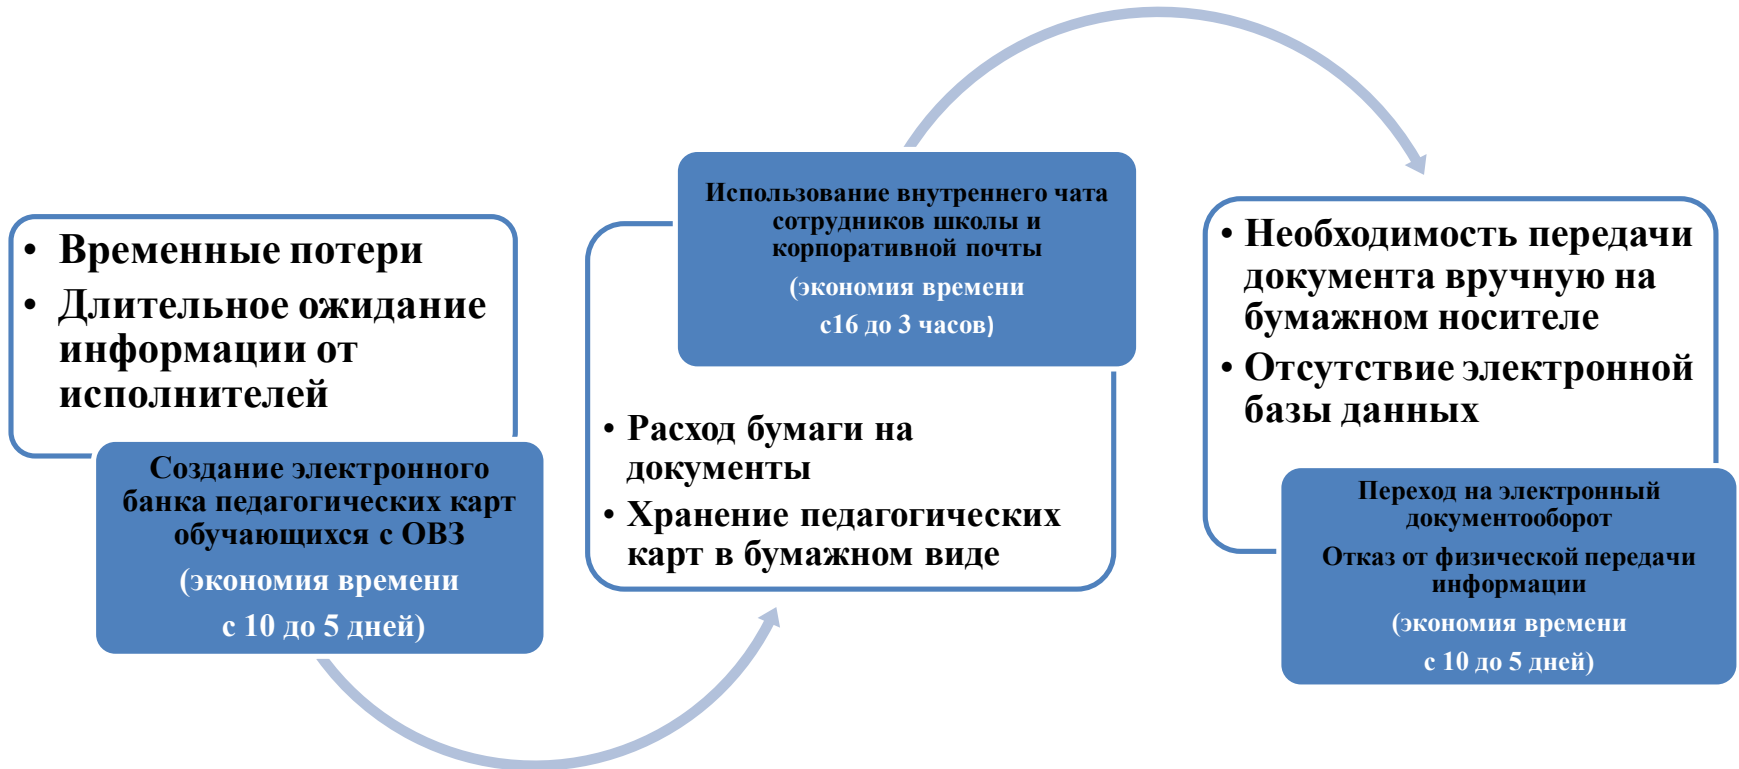 • Временные потери
• Длительное ожидание
информации от
исполнителей
Создание электронного
банка педагогических карт
обучающихся с ОВЗ
(экономия времени
с 10 до 5 дней)
Использование внутреннего чата
сотрудников школы и
корпоративной почты
(экономия времени
с16 до 3 часов)
• Расход бумаги на
документы
• Хранение педагогических
карт в бумажном виде
• Необходимость передачи
документа вручную на
бумажном носителе
• Отсутствие электронной
базы данных
Переход на электронный
документооборот
Отказ от физической передачи
информации
(экономия времени
с 10 до 5 дней)